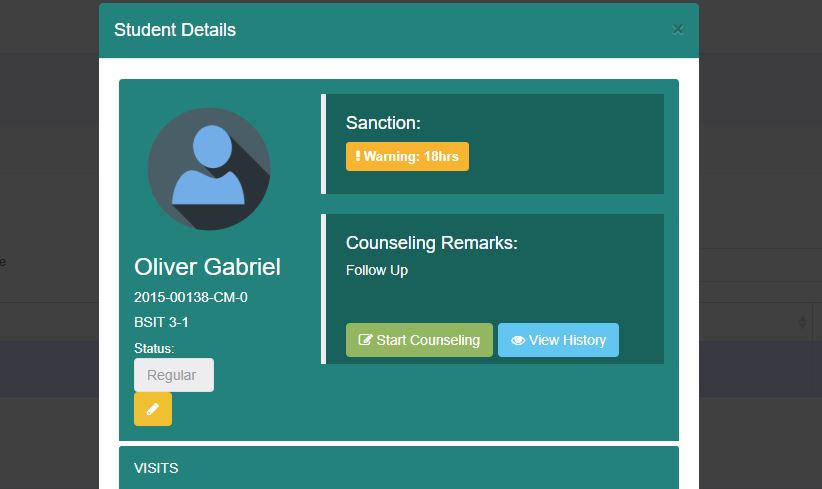 Student Details
×
Sanction:
! Warning: 18hrs
Counseling Remarks:
Follow Up
Start Counseling
View History
Oliver Gabriel
2015-00138-CM-0
BSIT 3-1
Status:
Regular
VISITS
e